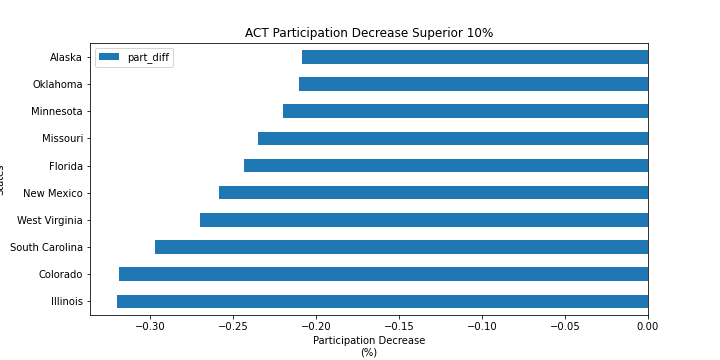 ACT Participation Decrease Superior 10%
part_diff
Alaska
Oklahoma
Minnesota
Missouri
Florida
New Mexico
West Virginia
South Carolina
Colorado
Illinois
−0.30 −0.25 −0.20 −0.15 −0.10 −0.05 0.00
Participation Decrease
(%)